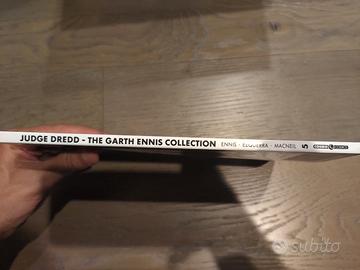 JUDGE DREDD - THE GARTH ENNIS COLLECTION ENNIS - EZQUERRA - MACNEIL 5
subito